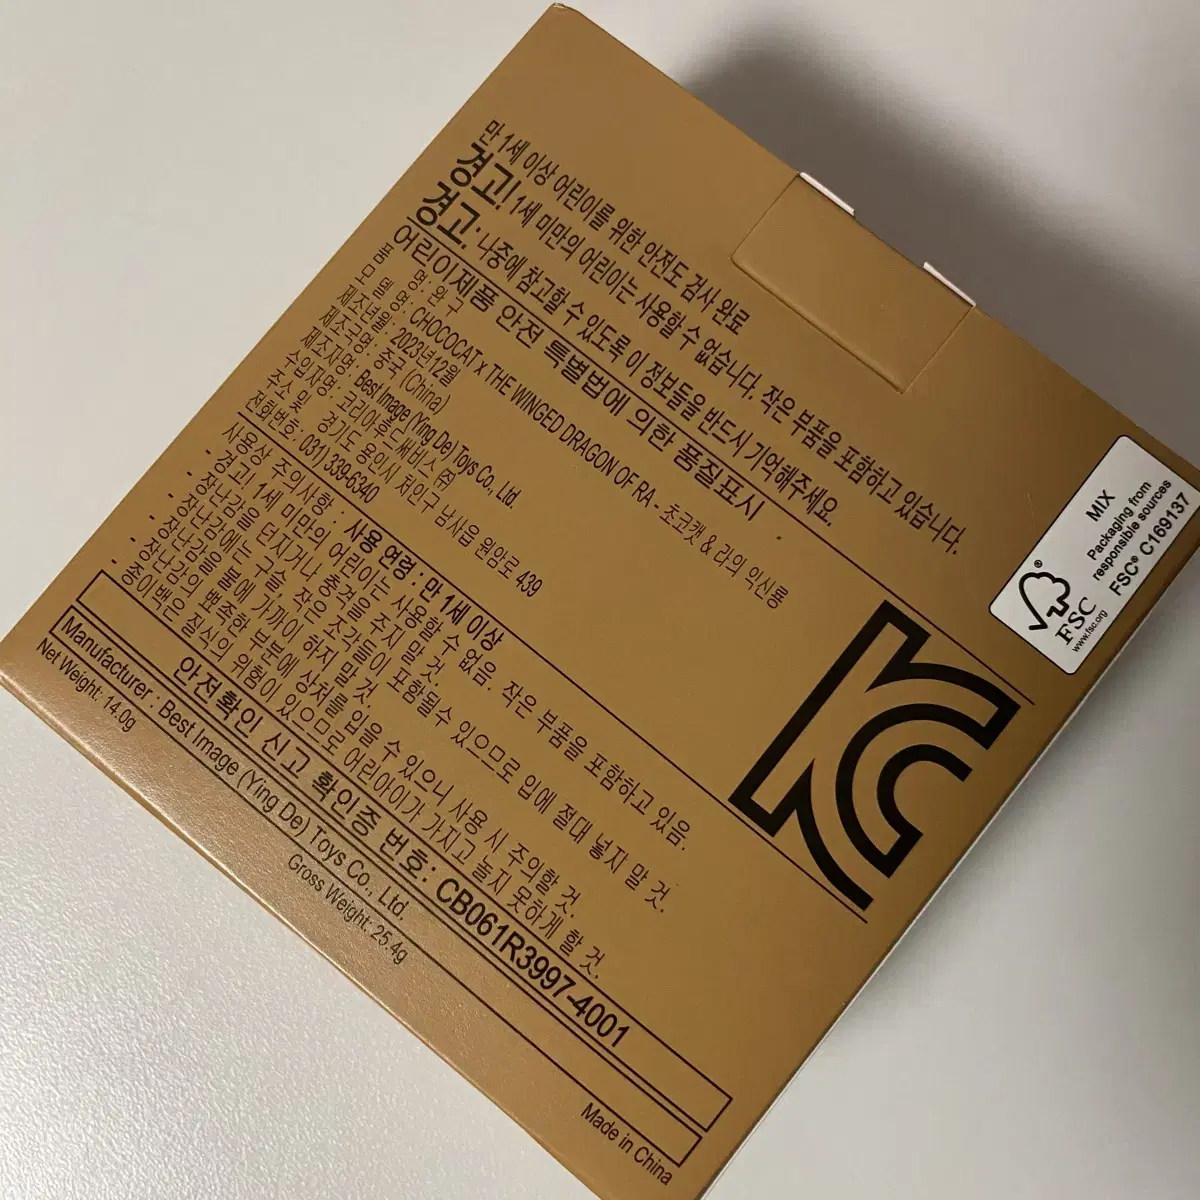 만 1세 이상 어린이를 위한 안전도 검사 완료
경고! 1세 미만의 어린이는 사용할 수 없습니다. 작은 부품을 포함하고 있습니다.
경고. 나중에 참고할 수 있도록 이 정보들을 반드시 기억해주세요.
어린이제품 안전 특별법에 의한 품질표시
품 명: 완 구
모 델 명: CHOCOCAT x THE WINGED DRAGON OF RA - 초코캣 & 라의 익신룡
제조년월: 2023년 12월
제조국명: 중국 (China)
제조자명: Best Image (Ying De) Toys Co., Ltd.
수입자명: 코리아푸드써비스 ㈜
주소 및 : 경기도 용인시 처인구 남사읍 원암로 439
전화번호: 031) 339-6340
사용상 주의사항: 사용 연령: 만 1세 이상
· 경고! 1세 미만의 어린이는 사용할 수 없음. 작은 부품을 포함하고 있음.
· 장난감을 던지거나 충격을 주지 말 것.
· 장난감에는 구슬, 작은 조각들이 포함될 수 있으므로 입에 절대 넣지 말 것.
· 장난감을 불에 가까이 하지 말 것.
· 장난감의 뾰족한 부분에 상처를 입을 수 있으니 사용 시 주의할 것.
· 종이백은 질식의 위험이 있으므로 어린아이가 가지고 놀지 못하게 할 것.
안전확인 신고 확인증 번호: CB061R3997-4001
Manufacturer : Best Image (Ying De) Toys Co., Ltd.
Net Weight: 14.0g
Gross Weight: 25.4g
Made in China
KC
MIX
Packaging from
responsible sources
FSC® C169137
®
FSC
www.fsc.org